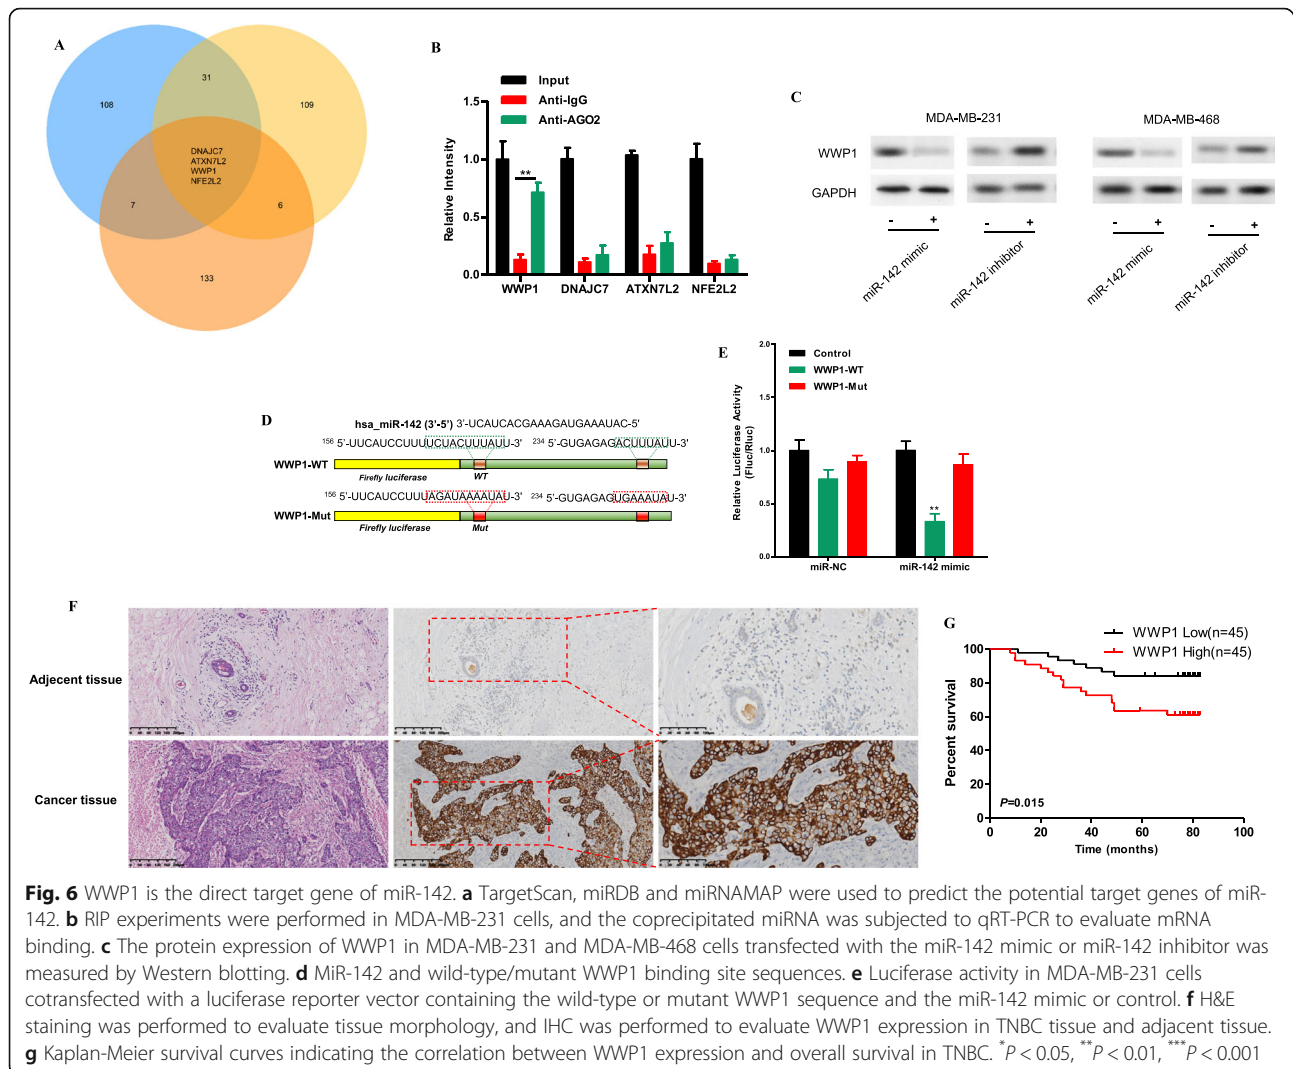 A
108
31
109
DNAJC7
ATXN7L2
WWP1
NFE2L2
7
6
133
B
Input
Anti-IgG
Anti-AGO2
Relative Intensity
1.5
1.0
0.5
0.0
**
WWP1
DNAJC7
ATXN7L2
NFE2L2
C
MDA-MB-231
MDA-MB-468
WWP1
GAPDH
- + - + - + - +
miR-142 mimic
miR-142 inhibitor
miR-142 mimic
miR-142 inhibitor
D
hsa_miR-142 (3'-5') 3'-UCAUCACGAAAGAUGAAAUAC-5'
156 5'-UUCAUCCUUUUCUACUUUAUU-3' 234 5'-GUGAGAGACUUUAUU-3'
WWP1-WT
Firefly luciferase
WT
156 5'-UUCAUCCUUUAGAUAAAAUAU-3' 234 5'-GUGAGAGUGAAAUAU-3'
WWP1-Mut
Firefly luciferase
Mut
E
Control
WWP1-WT
WWP1-Mut
Relative Luciferase Activity
(Fluc/Rluc)
2.0
1.5
1.0
0.5
0.0
**
miR-NC
miR-142 mimic
F
Adjecent tissue
Cancer tissue
G
WWP1 Low(n=45)
WWP1 High(n=45)
Percent survival
100
80
60
40
20
0
P=0.015
0 20 40 60 80 100
Time (months)
Fig. 6 WWP1 is the direct target gene of miR-142. a TargetScan, miRDB and miRNAMAP were used to predict the potential target genes of miR-
142. b RIP experiments were performed in MDA-MB-231 cells, and the coprecipitated miRNA was subjected to qRT-PCR to evaluate mRNA
binding. c The protein expression of WWP1 in MDA-MB-231 and MDA-MB-468 cells transfected with the miR-142 mimic or miR-142 inhibitor was
measured by Western blotting. d MiR-142 and wild-type/mutant WWP1 binding site sequences. e Luciferase activity in MDA-MB-231 cells
cotransfected with a luciferase reporter vector containing the wild-type or mutant WWP1 sequence and the miR-142 mimic or control. f H&E
staining was performed to evaluate tissue morphology, and IHC was performed to evaluate WWP1 expression in TNBC tissue and adjacent tissue.
g Kaplan-Meier survival curves indicating the correlation between WWP1 expression and overall survival in TNBC. *P < 0.05, **P < 0.01, ***P < 0.001